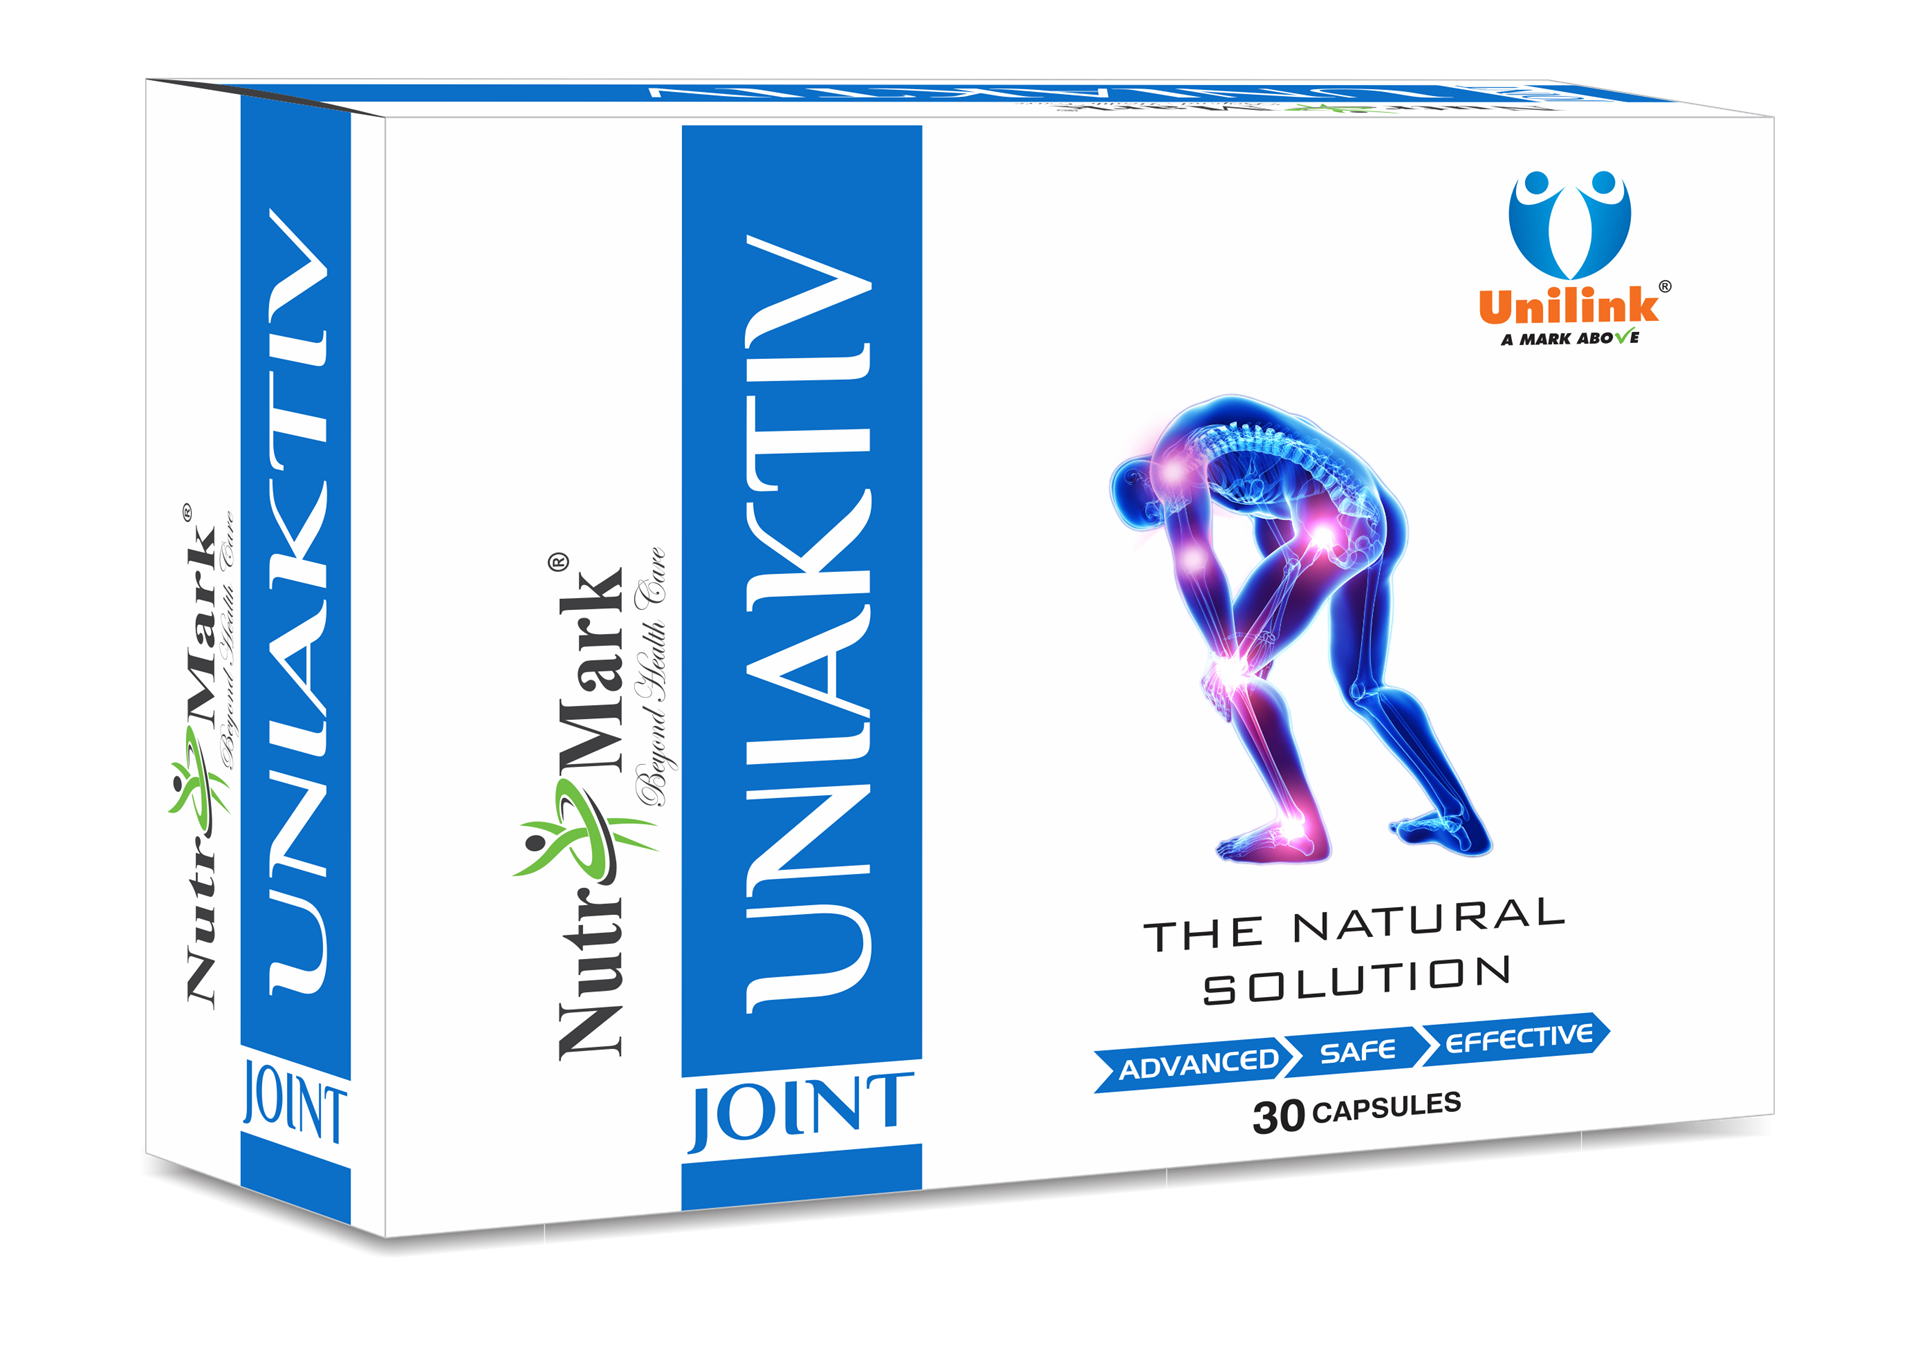 NutriMark®
Beyond Health Care
UNIAKTIV
JOINT
NutriMark®
Beyond Health Care
UNIAKTIV
JOINT
Unilink®
A MARK ABOVE
THE NATURAL
SOLUTION
ADVANCED SAFE EFFECTIVE
30 CAPSULES
UNIAKTIV